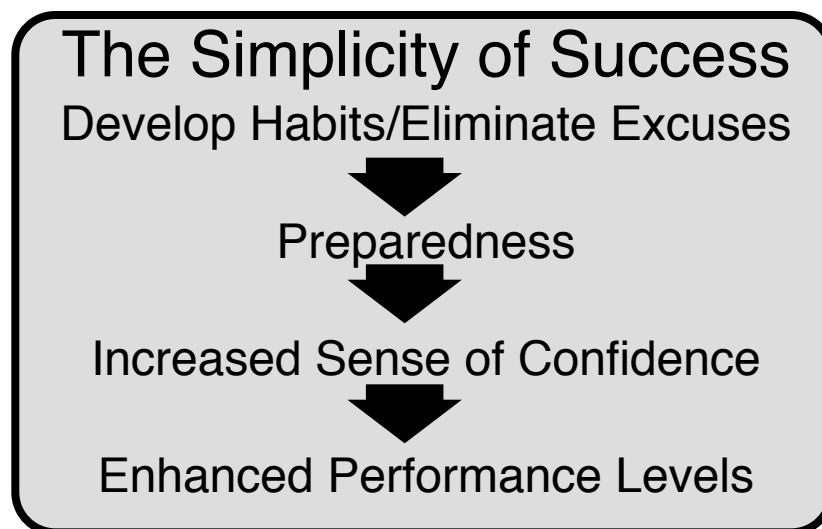 The Simplicity of Success
Develop Habits/Eliminate Excuses
Preparedness
Increased Sense of Confidence
Enhanced Performance Levels